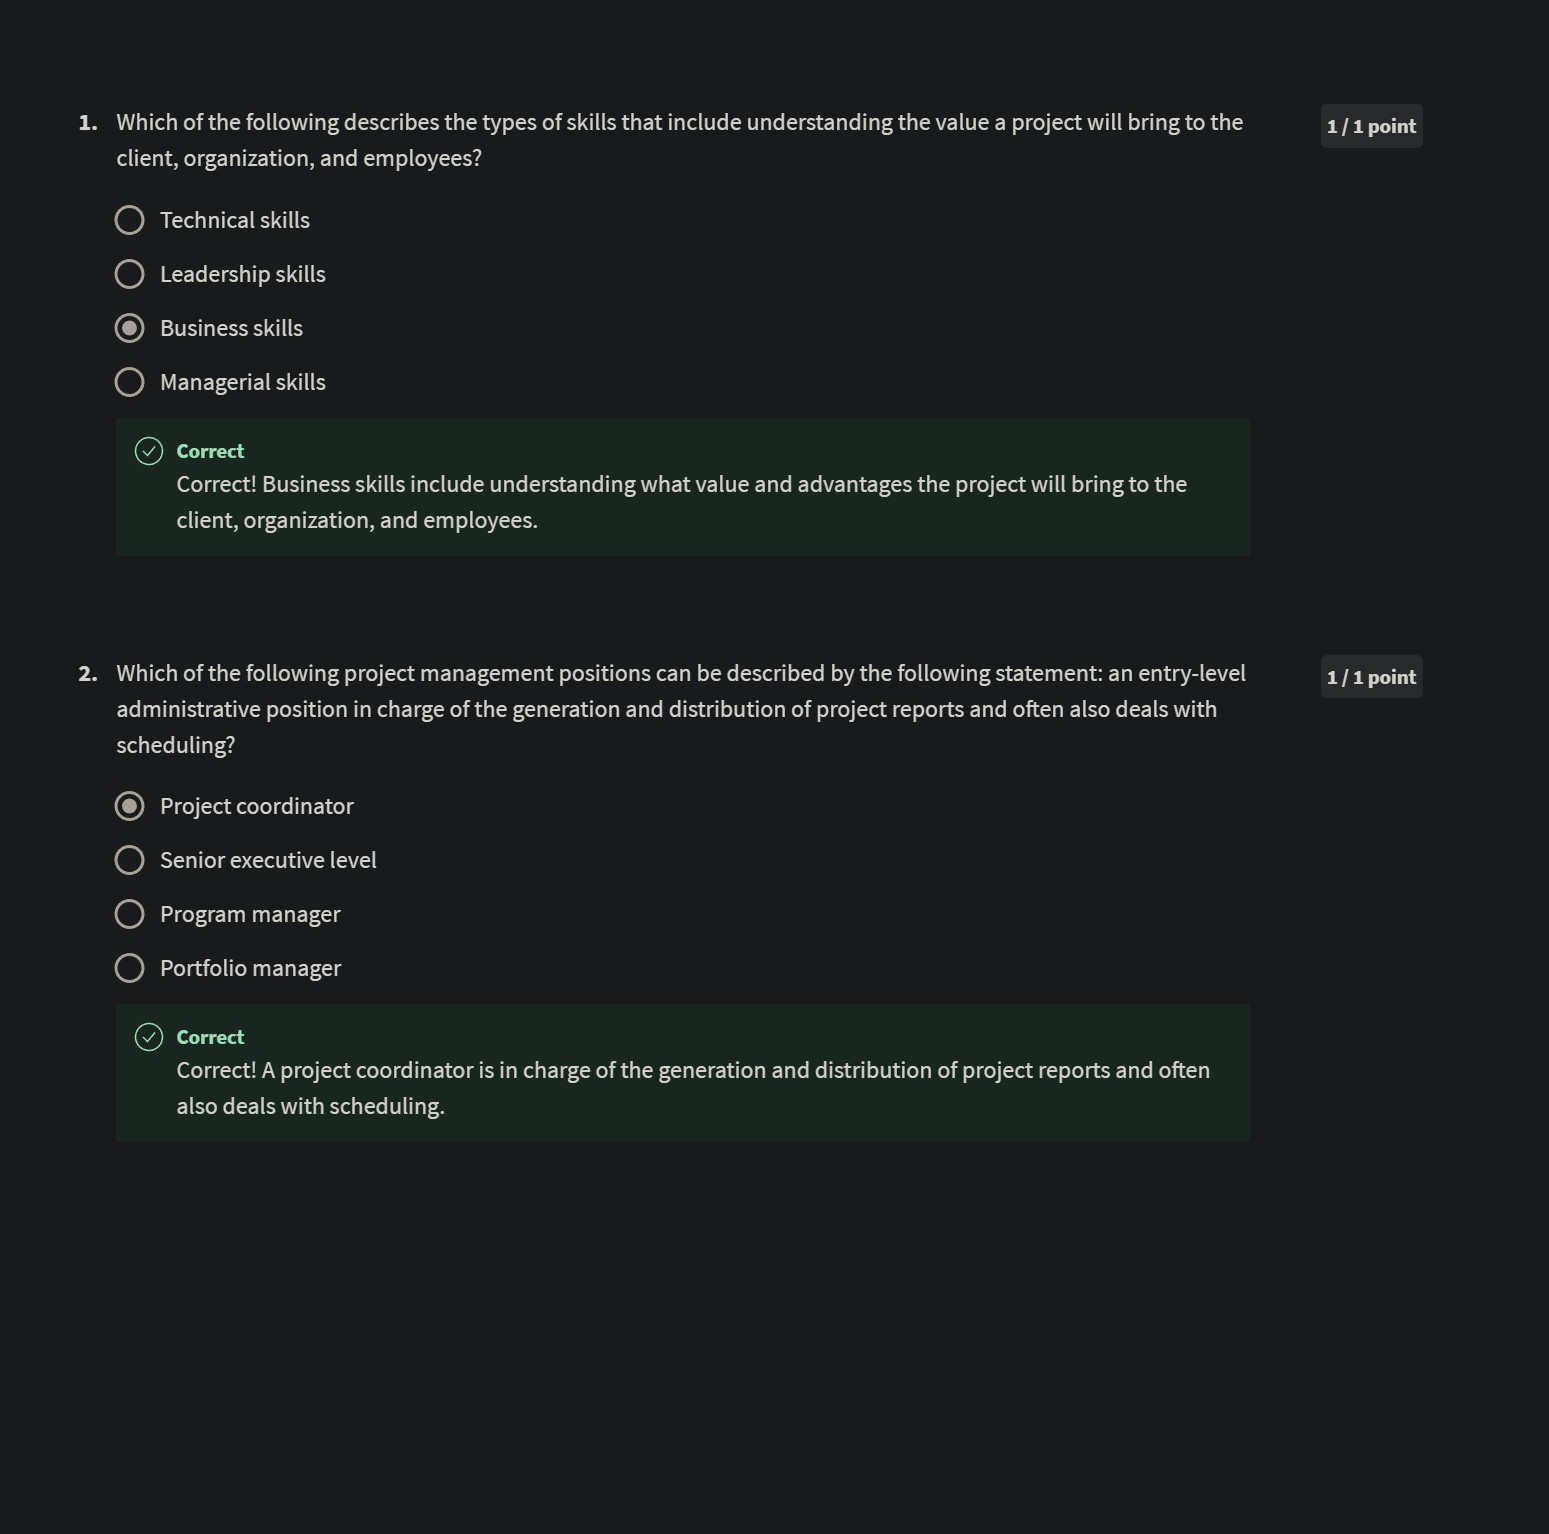 1. Which of the following describes the types of skills that include understanding the value a project will bring to the
client, organization, and employees?
1 / 1 point
Technical skills
Leadership skills
Business skills
Managerial skills
Correct
Correct! Business skills include understanding what value and advantages the project will bring to the
client, organization, and employees.
2. Which of the following project management positions can be described by the following statement: an entry-level
administrative position in charge of the generation and distribution of project reports and often also deals with
scheduling?
1 / 1 point
Project coordinator
Senior executive level
Program manager
Portfolio manager
Correct
Correct! A project coordinator is in charge of the generation and distribution of project reports and often
also deals with scheduling.